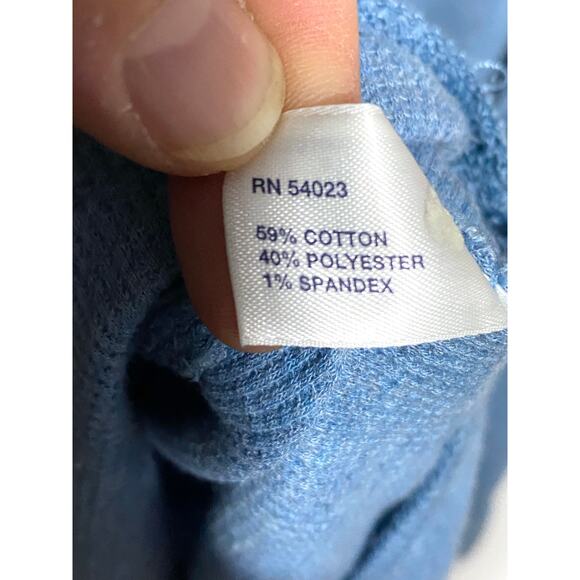 RN 54023
59% COTTON
40% POLYESTER
1% SPANDEX